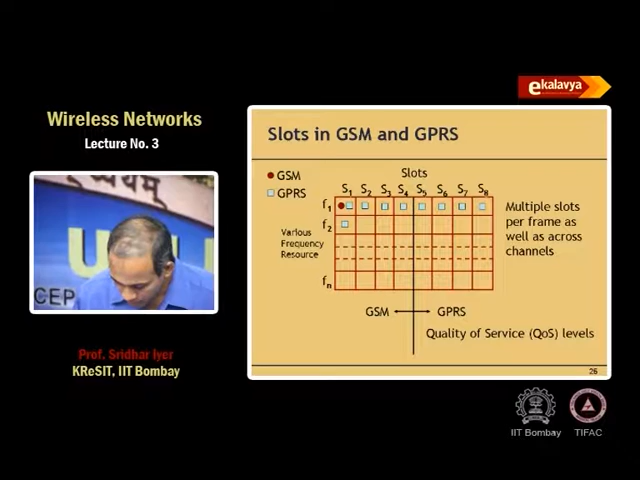 ekalavya
Wireless Networks
Lecture No. 3
CEP
Prof. Sridhar Iyer
KReSIT, IIT Bombay
Slots in GSM and GPRS
GSM
GPRS
Slots
S1 S2 S3 S4 S5 S6 S7 S8
f1
f2
Various
Frequency
Resource
fn
Multiple slots
per frame as
well as across
channels
GSM GPRS
Quality of Service (QoS) levels
26
IIT Bombay TIFAC